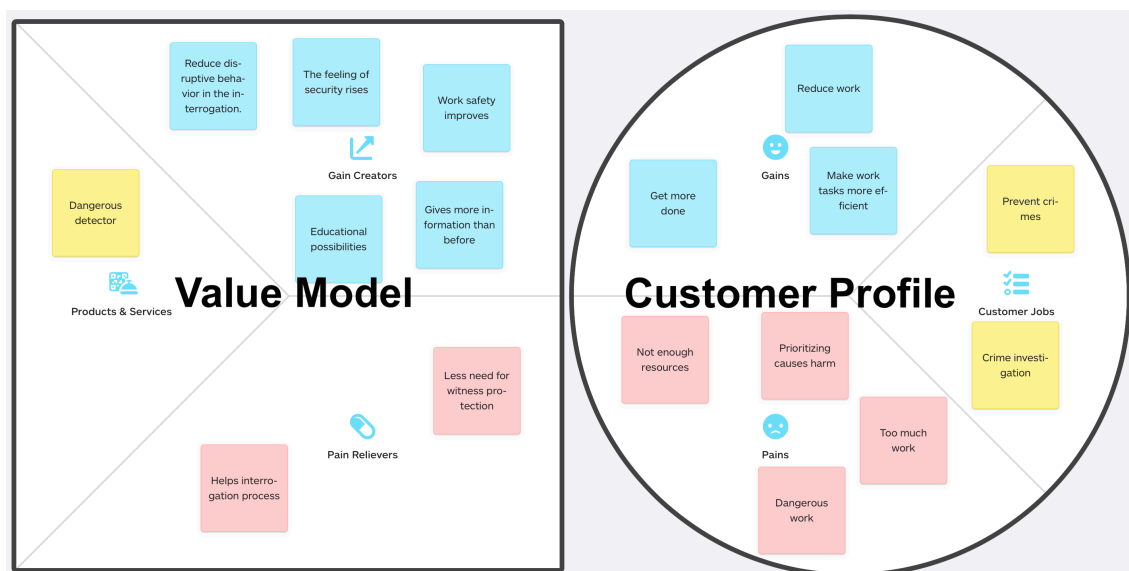 Reduce dis-
ruptive beha-
vior in the in-
terrogation.
The feeling of
security rises
Work safety
improves
Gain Creators
Dangerous
detector
Educational
possibilities
Gives more in-
formation than
before
Products & Services
Value Model
Less need for
witness pro-
tection
Pain Relievers
Helps interro-
gation process
Reduce work
Gains
Get more
done
Make work
tasks more ef-
ficient
Prevent cri-
mes
Customer Profile
Customer Jobs
Not enough
resources
Prioritizing
causes harm
Crime investi-
gation
Pains
Too much
work
Dangerous
work